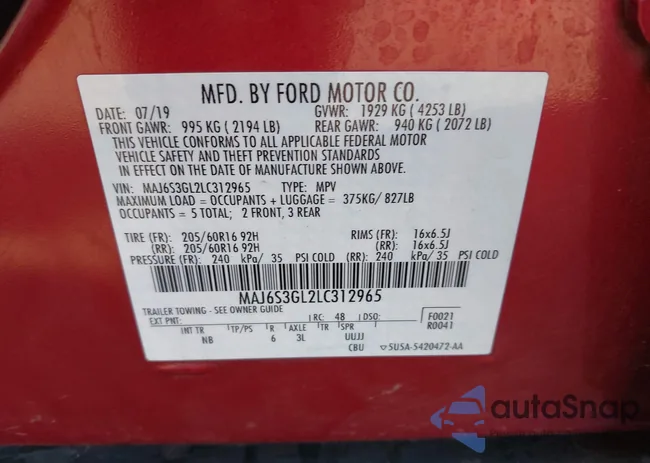 MFD. BY FORD MOTOR CO.
DATE: 07/19 GVWR: 1929 KG (4253 LB)
FRONT GAWR: 995 KG (2194 LB) REAR GAWR: 940 KG (2072 LB)
THIS VEHICLE CONFORMS TO ALL APPLICABLE FEDERAL MOTOR
VEHICLE SAFETY AND THEFT PREVENTION STANDARDS
IN EFFECT ON THE DATE OF MANUFACTURE SHOWN ABOVE.
VIN: MAJ6S3GL2LC312965 TYPE: MPV
MAXIMUM LOAD = OCCUPANTS + LUGGAGE = 375KG/ 827LB
OCCUPANTS = 5 TOTAL; 2 FRONT, 3 REAR
TIRE (FR): 205/60R16 92H RIMS (FR): 16x6.5J
(RR): 205/60R16 92H (RR): 16x6.5J
PRESSURE (FR): 240 kPa/ 35 PSI COLD (RR): 240 kPa/ 35 PSI COLD
MAJ6S3GL2LC312965
TRAILER TOWING - SEE OWNER GUIDE
EXT PNT: RC: 48 DSO: F0021
R0041
INT TR TP/PS R AXLE TR SPR
NB 6 3L UUJJ
CBU SUSA-S420472-AA
autoSnap